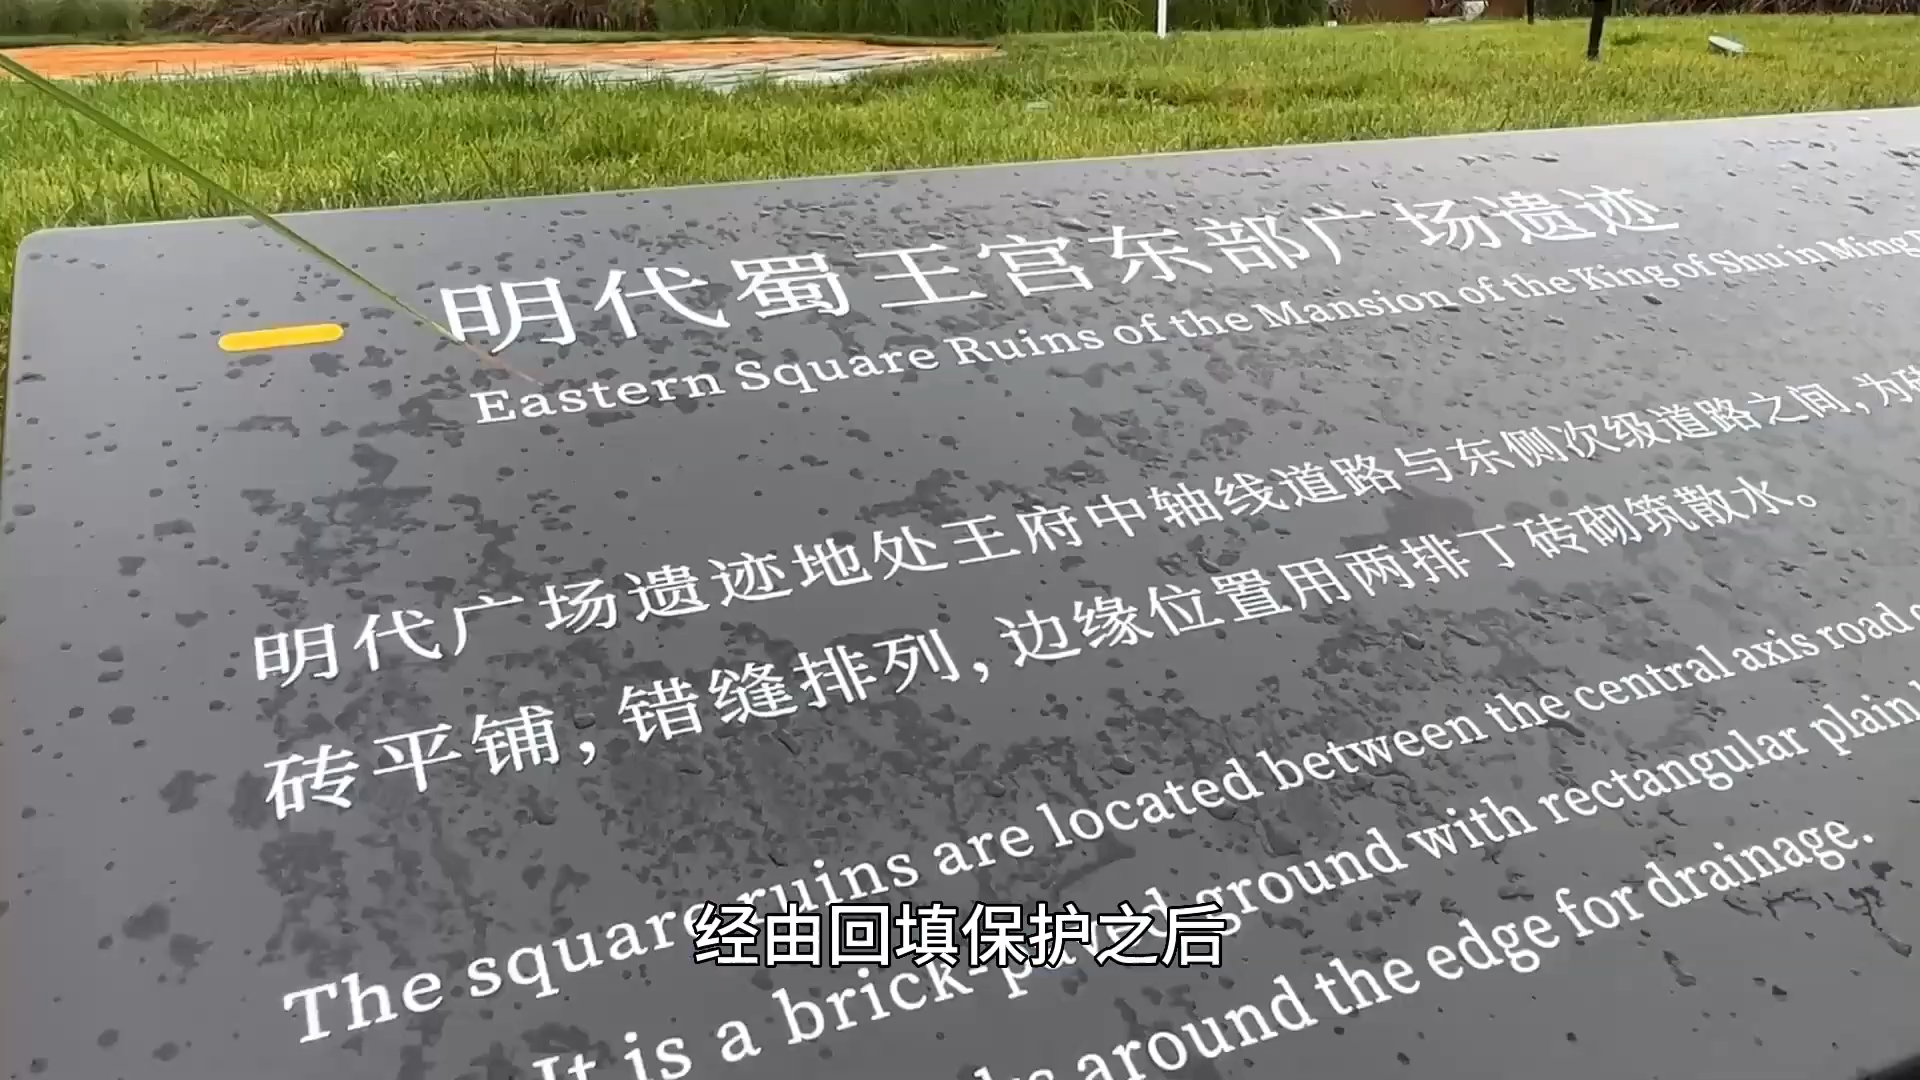 明代蜀王宫东部广场遗迹
Eastern Square Ruins of the Mansion of the King of Shu in Ming
明代广场遗迹地处王府中轴线道路与东侧次级道路之间，为
砖平铺，错缝排列，边缘位置用两排丁砖砌筑散水。
The square ruins are located between the central axis road
It is a brick-paved ground with rectangular plain
around the edge for drainage.
经由回填保护之后